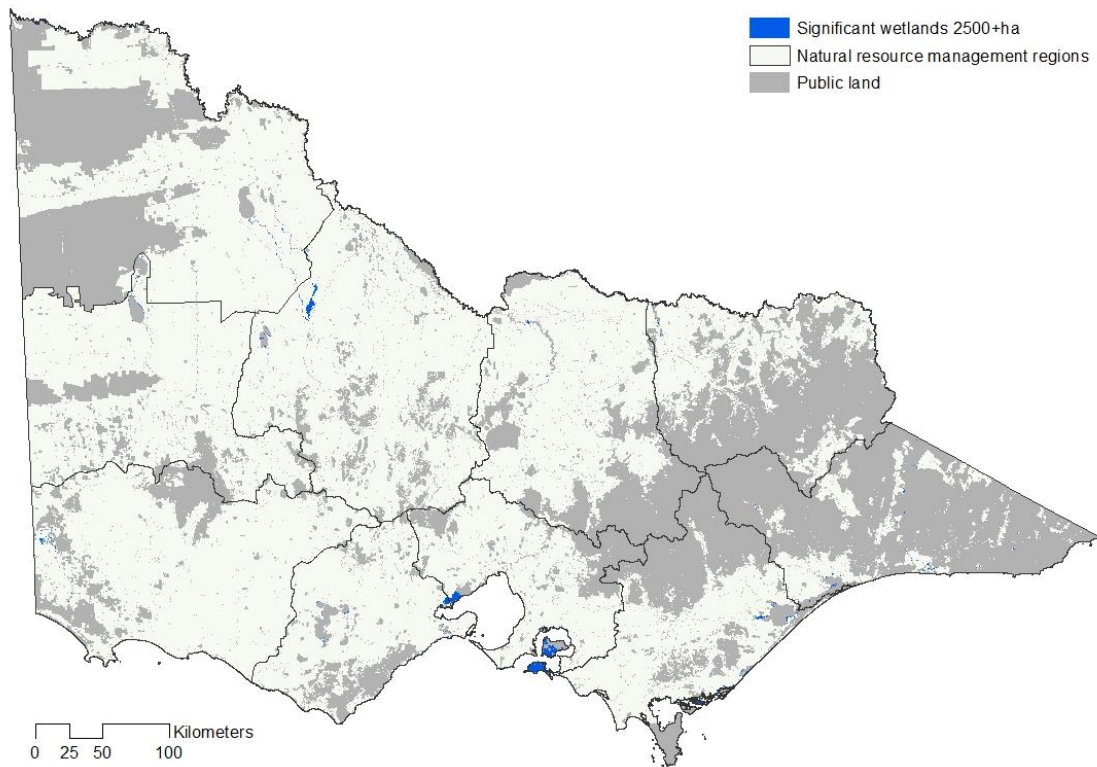 Significant wetlands 2500+ha
Natural resource management regions
Public land
Kilometers
0 25 50 100